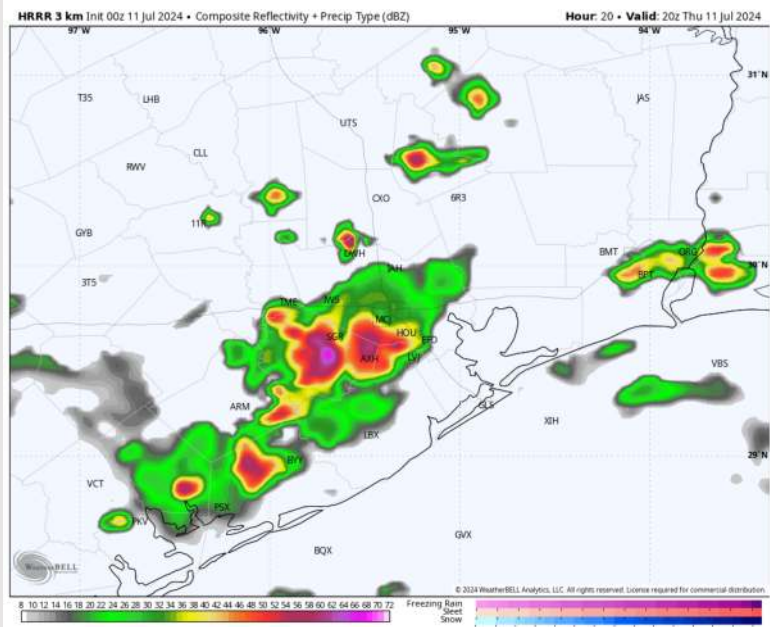 HRRR 3 km Init 00z 11 Jul 2024 • Composite Reflectivity + Precip Type (dBZ) Hour: 20 • Valid: 20z Thu 11 Jul 2024
97°W 96°W 95°W 94°W
31°N
T35 LHB JAS
UTS
CLL
RWV
CXO 6R3
11R
GYB
DWH BMT ORG
30°N
IAH BPT
3T5
TME IWS
MCJ
SGR HOU EFD
AXH LVJ
VBS
ARM GLS
XIH
LBX
29°N
BYY
VCT
PSX
PKV
GVX
BQX
WeatherBELL
© 2024 WeatherBELL Analytics, LLC. All rights reserved. License required for commercial distribution.
8 10 12 14 16 18 20 22 24 26 28 30 32 34 36 38 40 42 44 46 48 50 52 54 56 58 60 62 64 66 68 70 72
Freezing Rain
Sleet
Snow